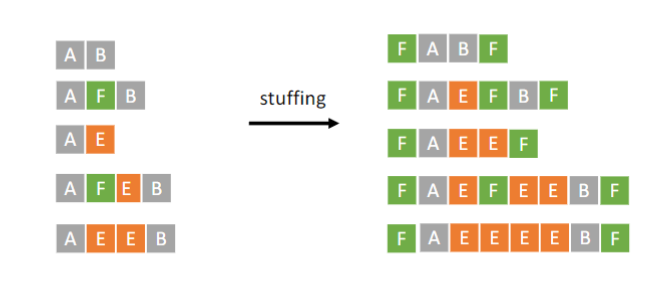 A B
F A B F
A F B
F A E F B F
stuffing
A E
F A E E F
A F E B
F A E F E E B F
A E E B
F A E E E E B F